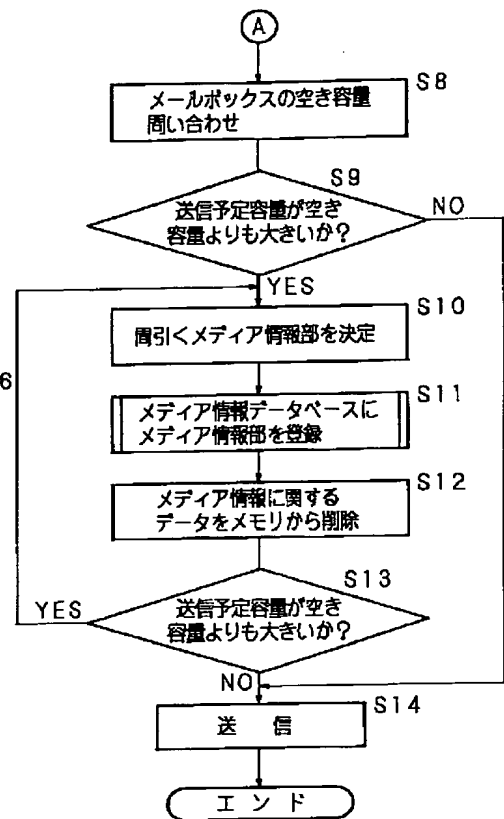 A
S8
メールボックスの空き容量
問い合わせ
S9
送信予定容量が空き
容量よりも大きいか?
NO
YES
S10
間引くメディア情報部を決定
6
S11
メディア情報データベースに
メディア情報部を登録
S12
メディア情報に関する
データをメモリから削除
S13
送信予定容量が空き
容量よりも大きいか?
YES
NO
S14
送 信
エンド